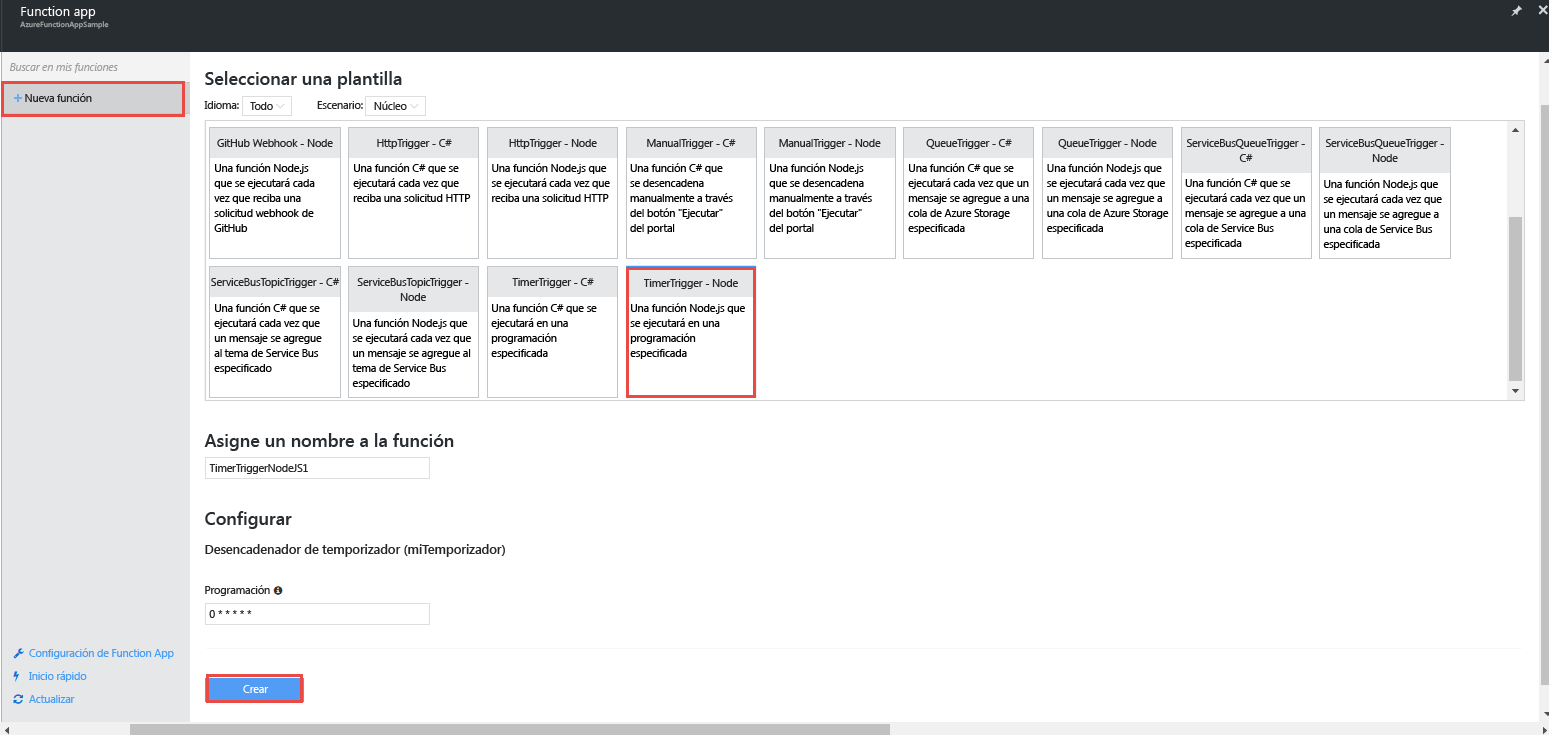 Function app
AzureFunctionAppSample
Buscar en mis funciones
+ Nueva función
Seleccionar una plantilla
Idioma: Todo Escenario: Núcleo
GitHub Webhook - Node
Una función Node.js
que se ejecutará cada
vez que reciba una
solicitud webhook de
GitHub
HttpTrigger - C#
Una función C# que se
ejecutará cada vez que
reciba una solicitud HTTP
HttpTrigger - Node
Una función Node.js que
se ejecutará cada vez que
reciba una solicitud HTTP
ManualTrigger - C#
Una función C# que
se desencadena
manualmente a través
del botón "Ejecutar"
del portal
ManualTrigger - Node
Una función Node.js
que se desencadena
manualmente a través
del botón "Ejecutar"
del portal
QueueTrigger - C#
Una función C# que se
ejecutará cada vez que un
mensaje se agregue a una
cola de Azure Storage
especificada
QueueTrigger - Node
Una función Node.js que
se ejecutará cada vez que
un mensaje se agregue a
una cola de Azure Storage
especificada
ServiceBusQueueTrigger -
C#
Una función C# que se
ejecutará cada vez que un
mensaje se agregue a una
cola de Service Bus
especificada
ServiceBusQueueTrigger -
Node
Una función Node.js que
se ejecutará cada vez que
un mensaje se agregue a
una cola de Service Bus
especificada
ServiceBusTopicTrigger - C#
Una función C# que se
ejecutará cada vez que
un mensaje se agregue
al tema de Service Bus
especificado
ServiceBusTopicTrigger -
Node
Una función Node.js que
se ejecutará cada vez que
un mensaje se agregue al
tema de Service Bus
especificado
TimerTrigger - C#
Una función C# que se
ejecutará en una
programación
especificada
TimerTrigger - Node
Una función Node.js que
se ejecutará en una
programación
especificada
Asigne un nombre a la función
TimerTriggerNodeJS1
Configurar
Desencadenador de temporizador (miTemporizador)
Programación
0 * * * * *
Configuración de Function App
Inicio rápido
Actualizar
Crear